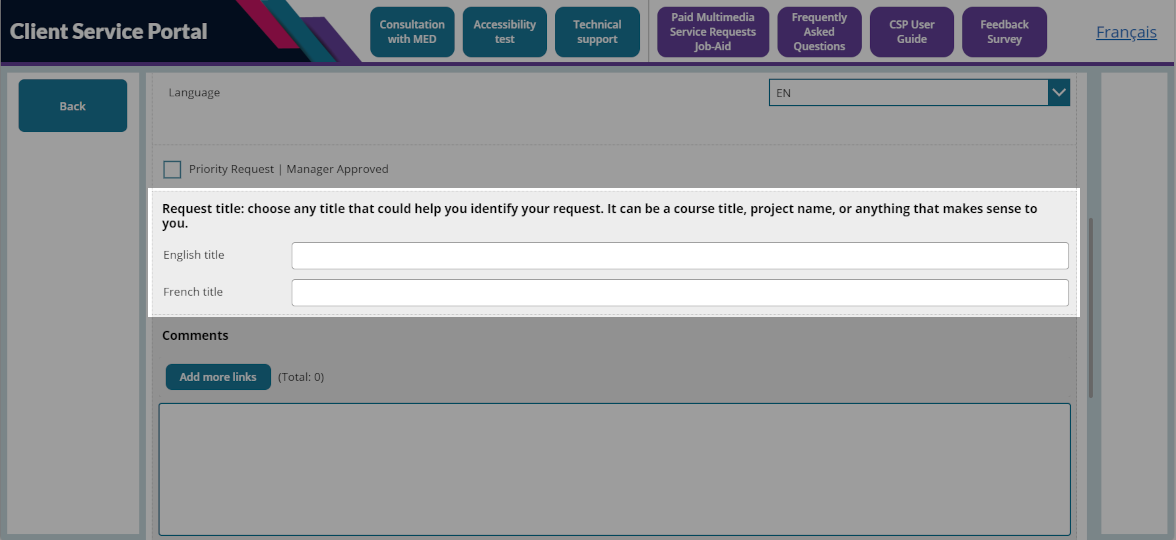 Client Service Portal
Consultation
with MED
Accessibility
test
Technical
support
Paid Multimedia
Service Requests
Job-Aid
Frequently
Asked
Questions
CSP User
Guide
Feedback
Survey
Français
Back
Language
EN
Priority Request | Manager Approved
Request title: choose any title that could help you identify your request. It can be a course title, project name, or anything that makes sense to
you.
English title
French title
Comments
Add more links
(Total: 0)